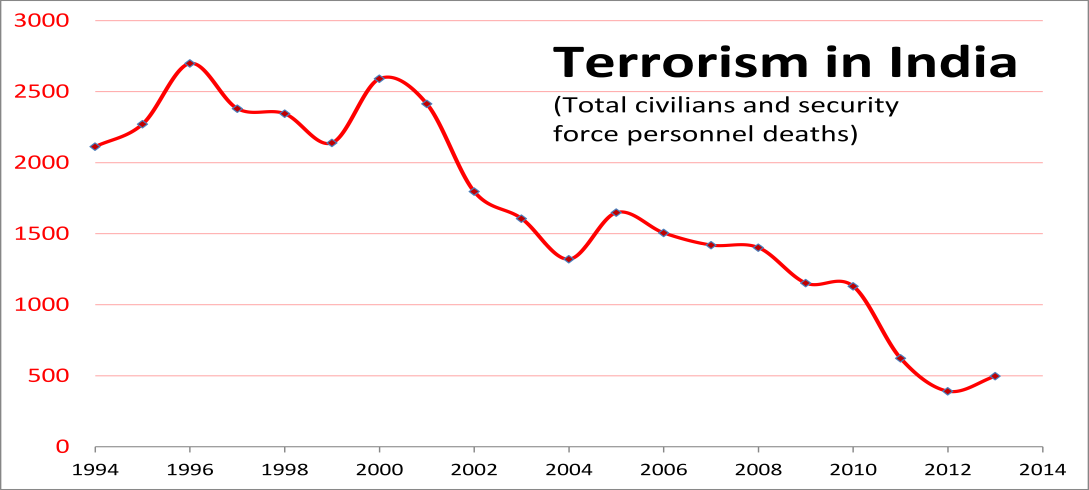 3000
Terrorism in India
2500
(Total civilians and security
force personnel deaths)
2000
1500
1000
500
0
1994 1996 1998 2000 2002 2004 2006 2008 2010 2012 2014